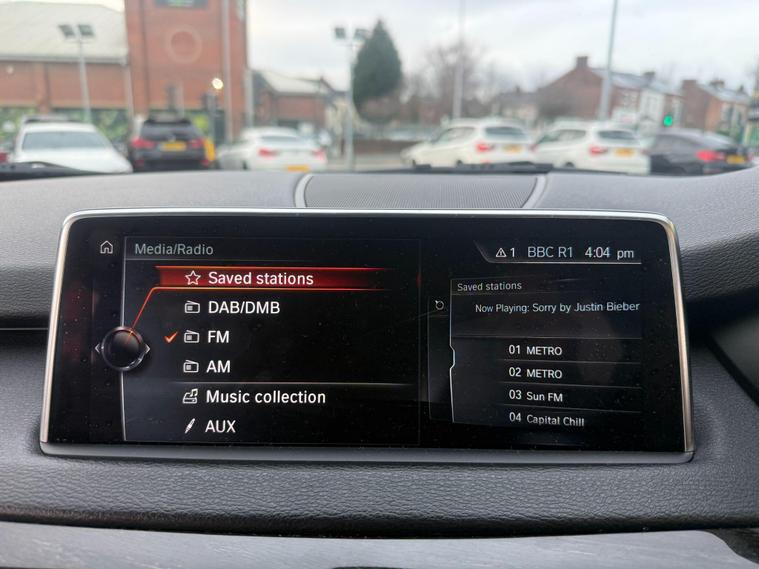 Media/Radio
1 BBC R1 4:04 pm
Saved stations
DAB/DMB
FM
AM
Music collection
AUX
Saved stations
Now Playing: Sorry by Justin Bieber
01 METRO
02 METRO
03 Sun FM
04 Capital Chill